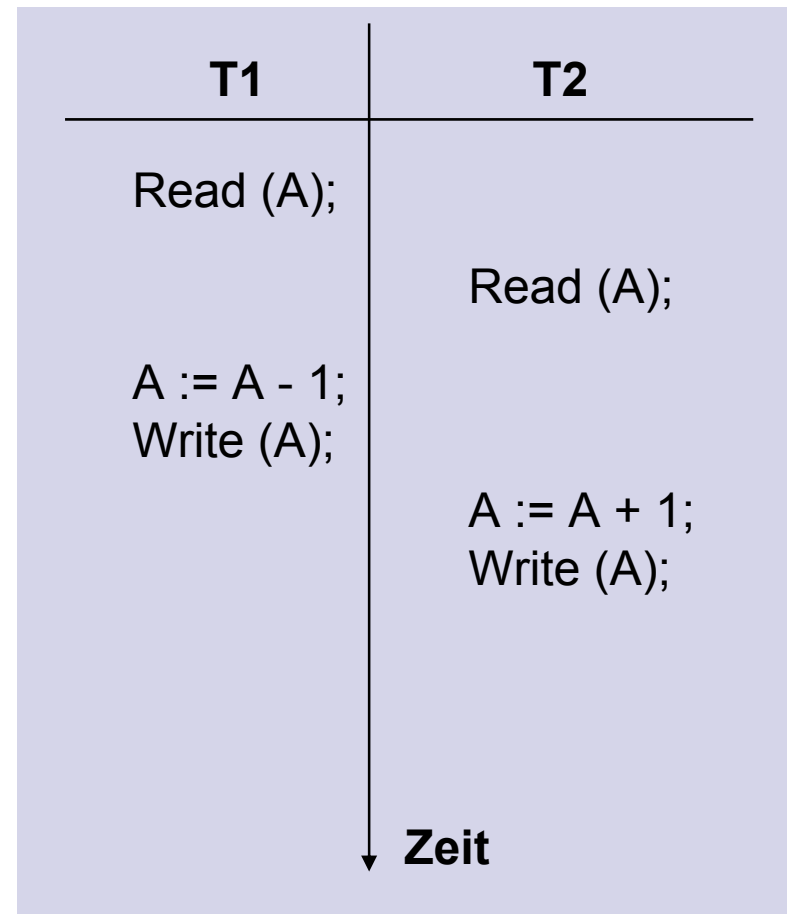 T1 T2
Read (A);
Read (A);
A := A - 1;
Write (A);
A := A + 1;
Write (A);
Zeit